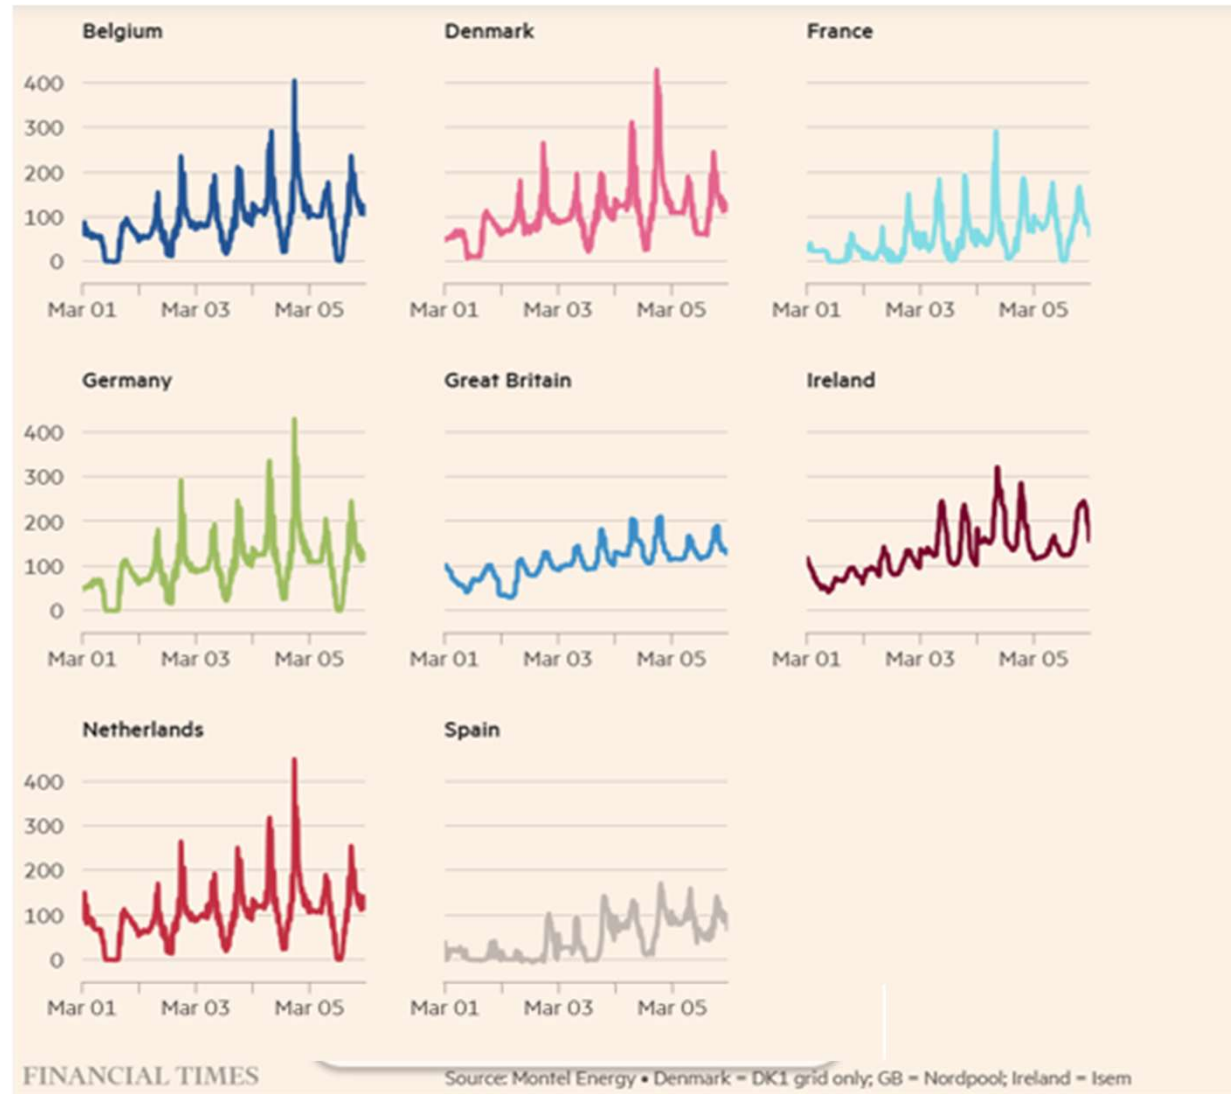 Belgium
Denmark
France
400
300
200
100
0
Mar 01 Mar 03 Mar 05
Mar 01 Mar 03 Mar 05
Mar 01 Mar 03 Mar 05
Germany
Great Britain
Ireland
400
300
200
100
0
Mar 01 Mar 03 Mar 05
Mar 01 Mar 03 Mar 05
Mar 01 Mar 03 Mar 05
Netherlands
Spain
400
300
200
100
0
Mar 01 Mar 03 Mar 05
Mar 01 Mar 03 Mar 05
FINANCIAL TIMES
Source: Montel Energy • Denmark = DK1 grid only; GB = Nordpool; Ireland = Isem